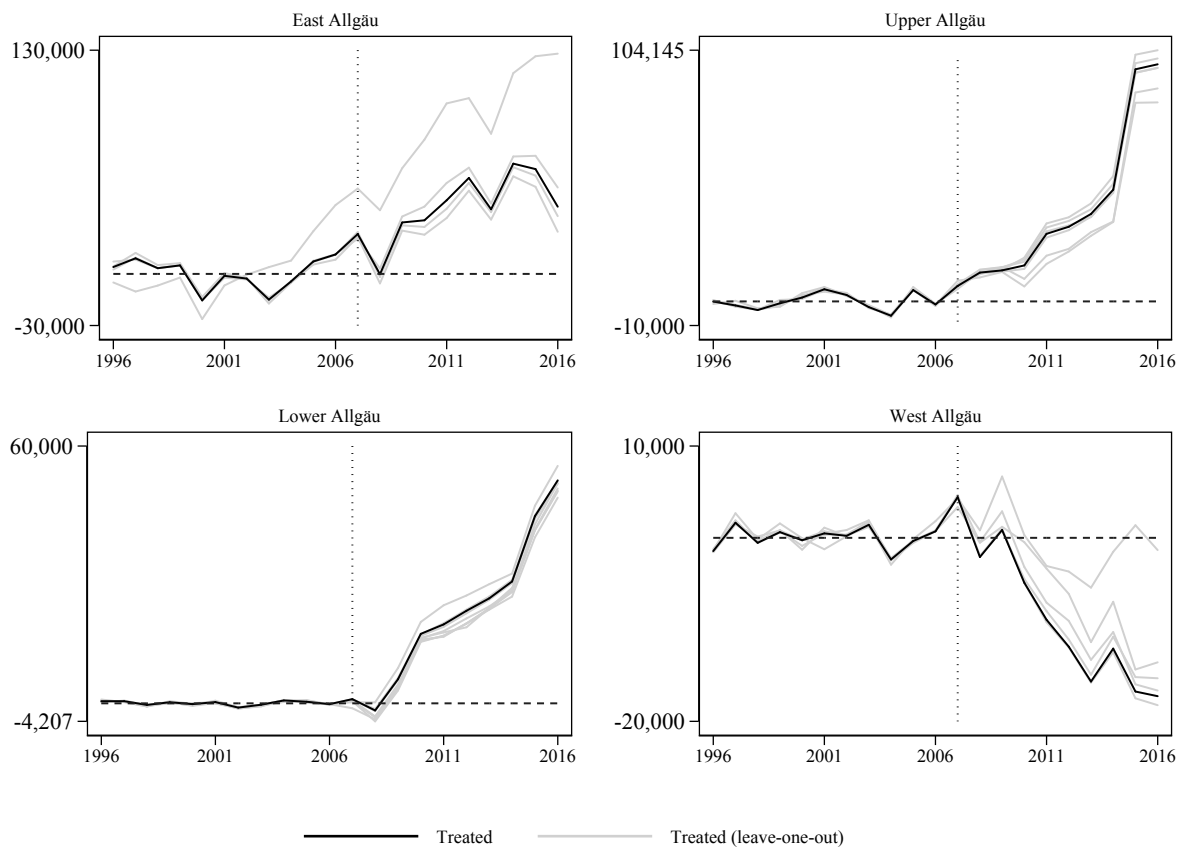 East Allgäu
Upper Allgäu
130,000
-30,000
1996 2001 2006 2011 2016
104,145
-10,000
1996 2001 2006 2011 2016
Lower Allgäu
West Allgäu
60,000
-4,207
1996 2001 2006 2011 2016
10,000
-20,000
1996 2001 2006 2011 2016
Treated Treated (leave-one-out)